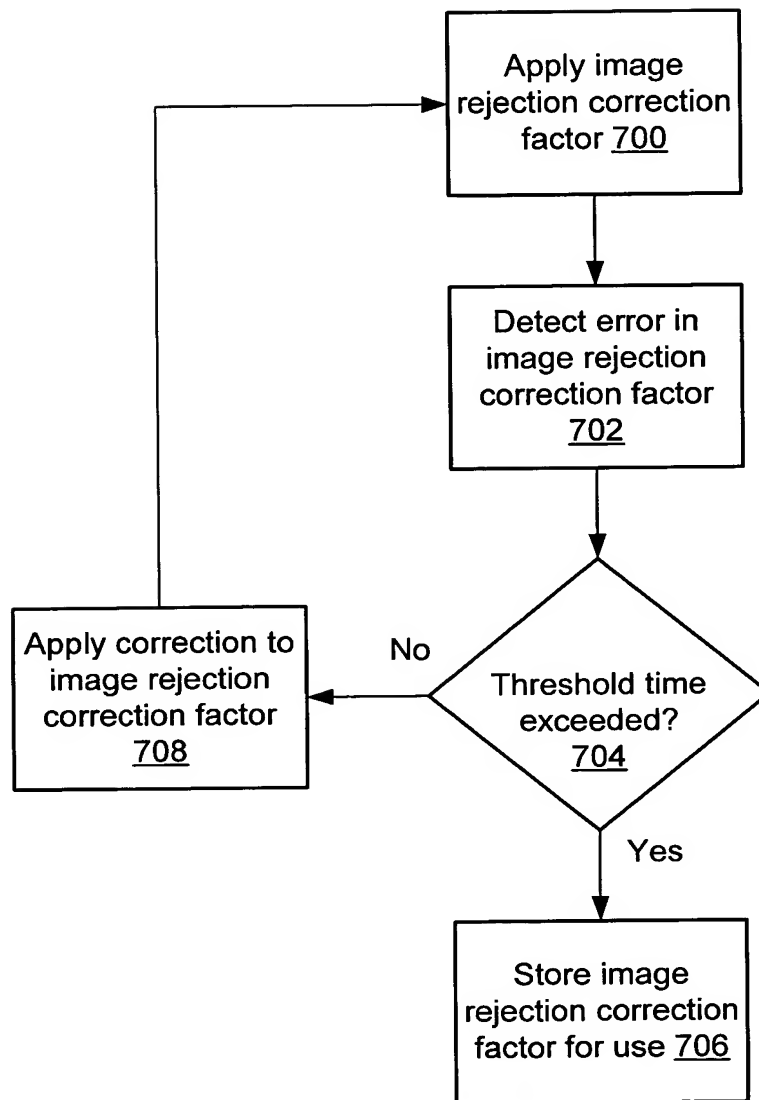 Apply image
rejection correction
factor 700
Detect error in
image rejection
correction factor
702
Threshold time
exceeded?
704
No
Apply correction to
image rejection
correction factor
708
Yes
Store image
rejection correction
factor for use 706